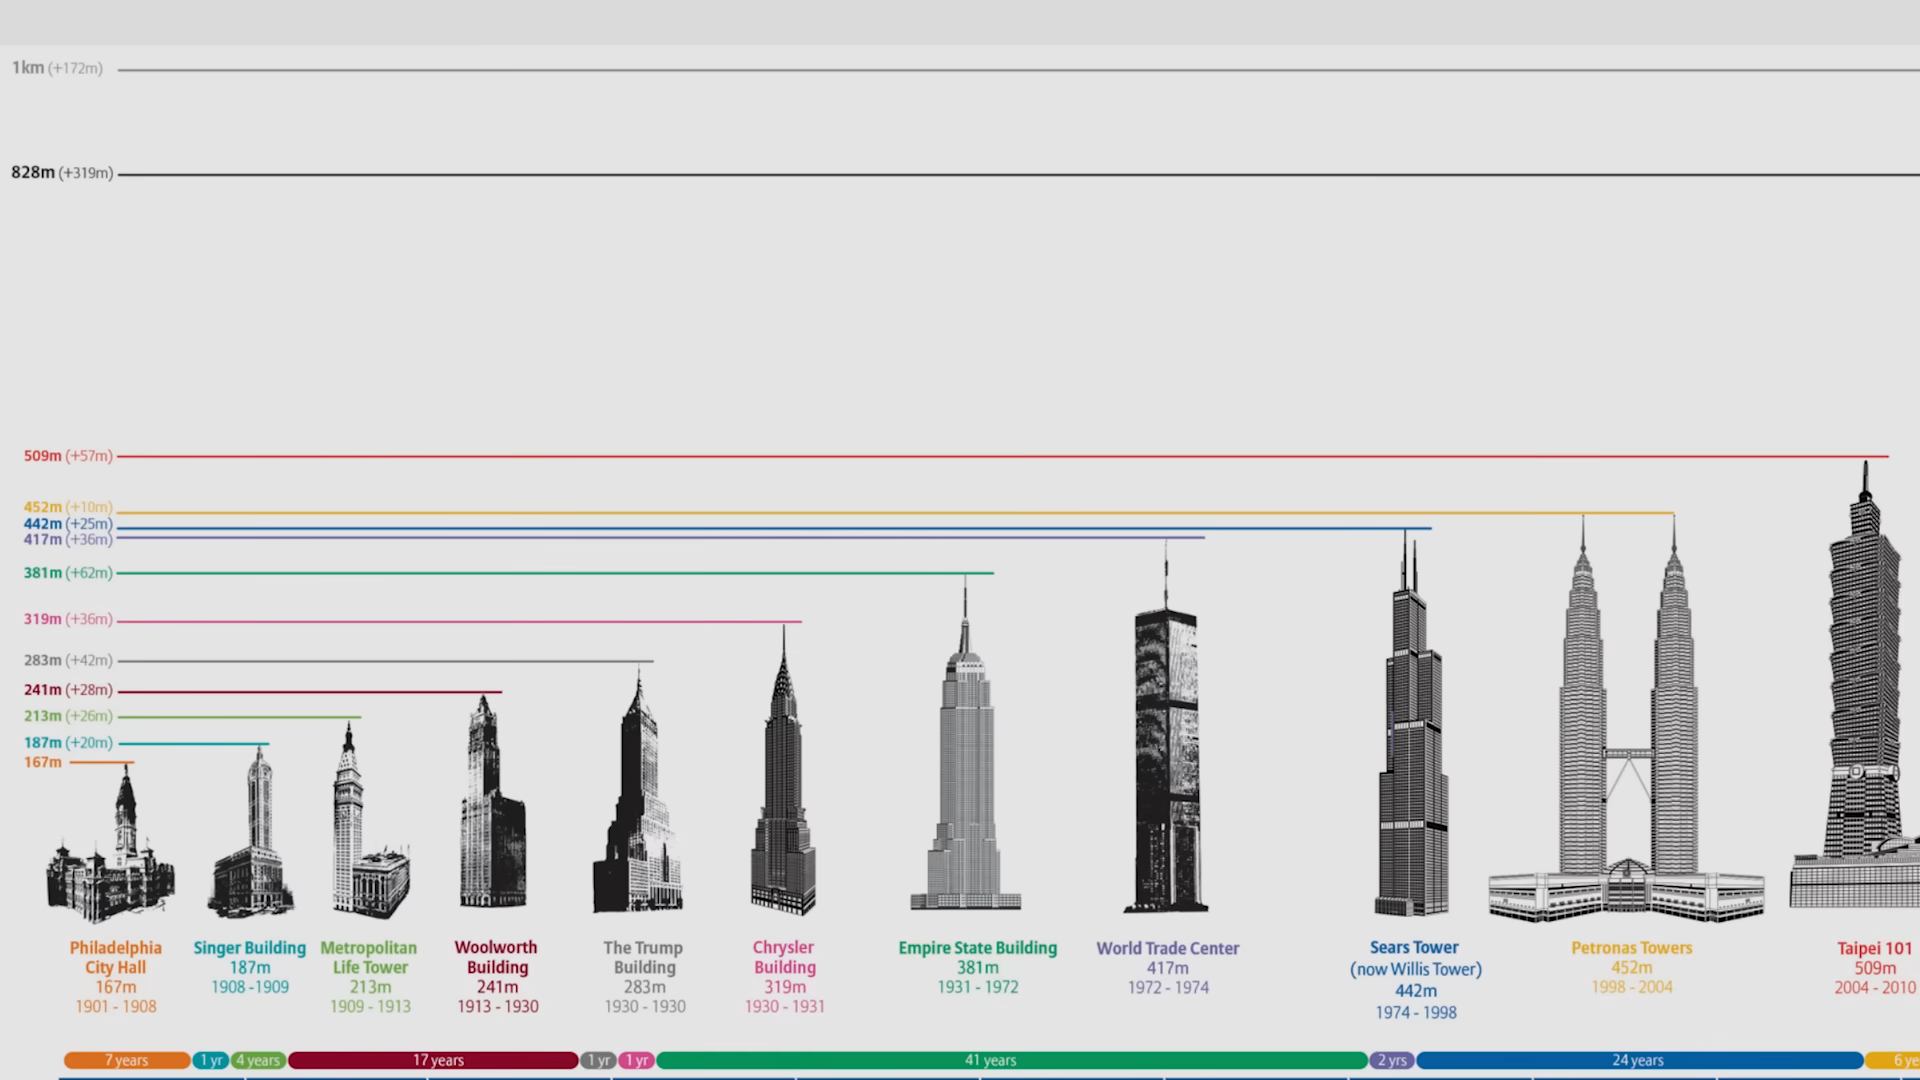 1km (+172m)
828m (+319m)
509m (+57m)
452m (+10m)
442m (+25m)
417m (+36m)
381m (+62m)
319m (+36m)
283m (+42m)
241m (+28m)
213m (+26m)
187m (+20m)
167m
Philadelphia
City Hall
167m
1901 - 1908
Singer Building
187m
1908 -1909
Metropolitan
Life Tower
213m
1909 - 1913
Woolworth
Building
241m
1913 - 1930
The Trump
Building
283m
1930 - 1930
Chrysler
Building
319m
1930 - 1931
Empire State Building
381m
1931 - 1972
World Trade Center
417m
1972 - 1974
Sears Tower
(now Willis Tower)
442m
1974 - 1998
Petronas Towers
452m
1998 - 2004
Taipei 101
509m
2004 - 2010
7 years
1 yr
4 years
17 years
1 yr
1 yr
41 years
2 yrs
24 years
6 ye